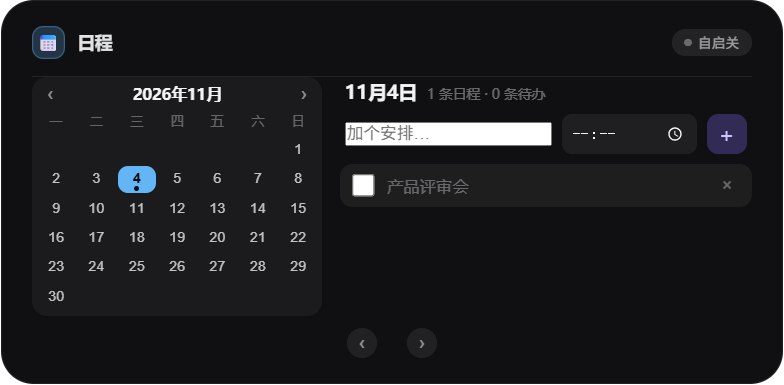 日程
自启关
‹ 2026年11月 ›
一 二 三 四 五 六 日
1
2 3 4 5 6 7 8
9 10 11 12 13 14 15
16 17 18 19 20 21 22
23 24 25 26 27 28 29
30
11月4日 1 条日程 · 0 条待办
加个安排... --:-- +
产品评审会 ×
‹ ›